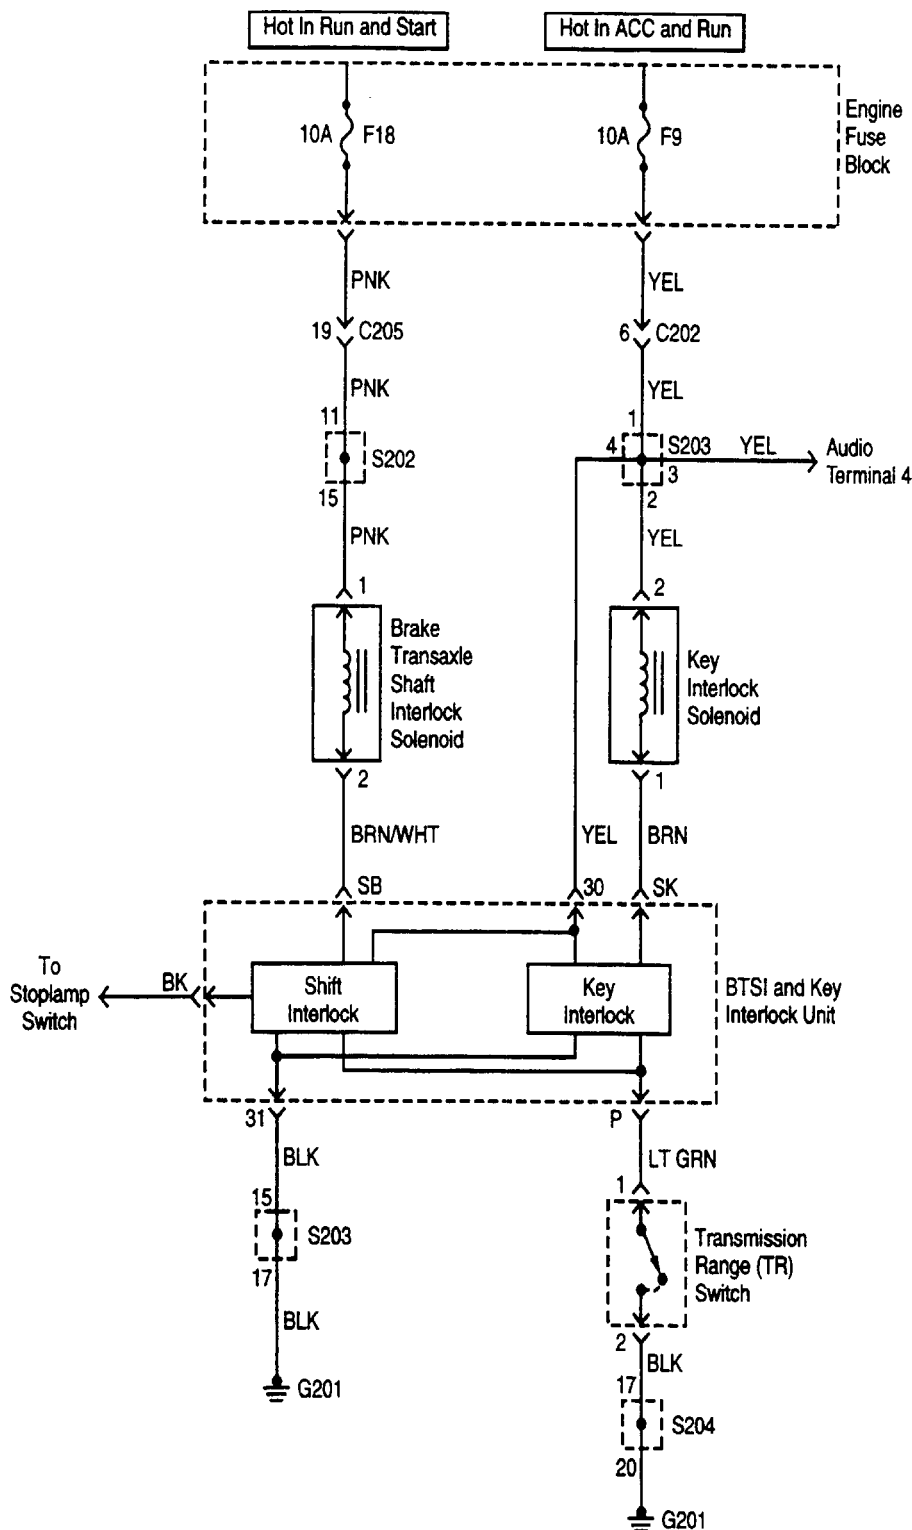 Hot In Run and Start
Hot In ACC and Run
10A
F18
10A
F9
Engine
Fuse
Block
PNK
YEL
19
C205
6
C202
PNK
YEL
11
S202
15
1
4
S203
3
2
YEL
Audio
Terminal 4
PNK
YEL
1
2
Brake
Transaxle
Shaft
Interlock
Solenoid
Key
Interlock
Solenoid
2
1
BRN/WHT
YEL
BRN
SB
30
SK
To
Stoplamp
Switch
BK
Shift
Interlock
Key
Interlock
BTSI and Key
Interlock Unit
31
P
BLK
LT GRN
15
S203
17
1
Transmission
Range (TR)
Switch
BLK
2
BLK
G201
17
S204
20
G201